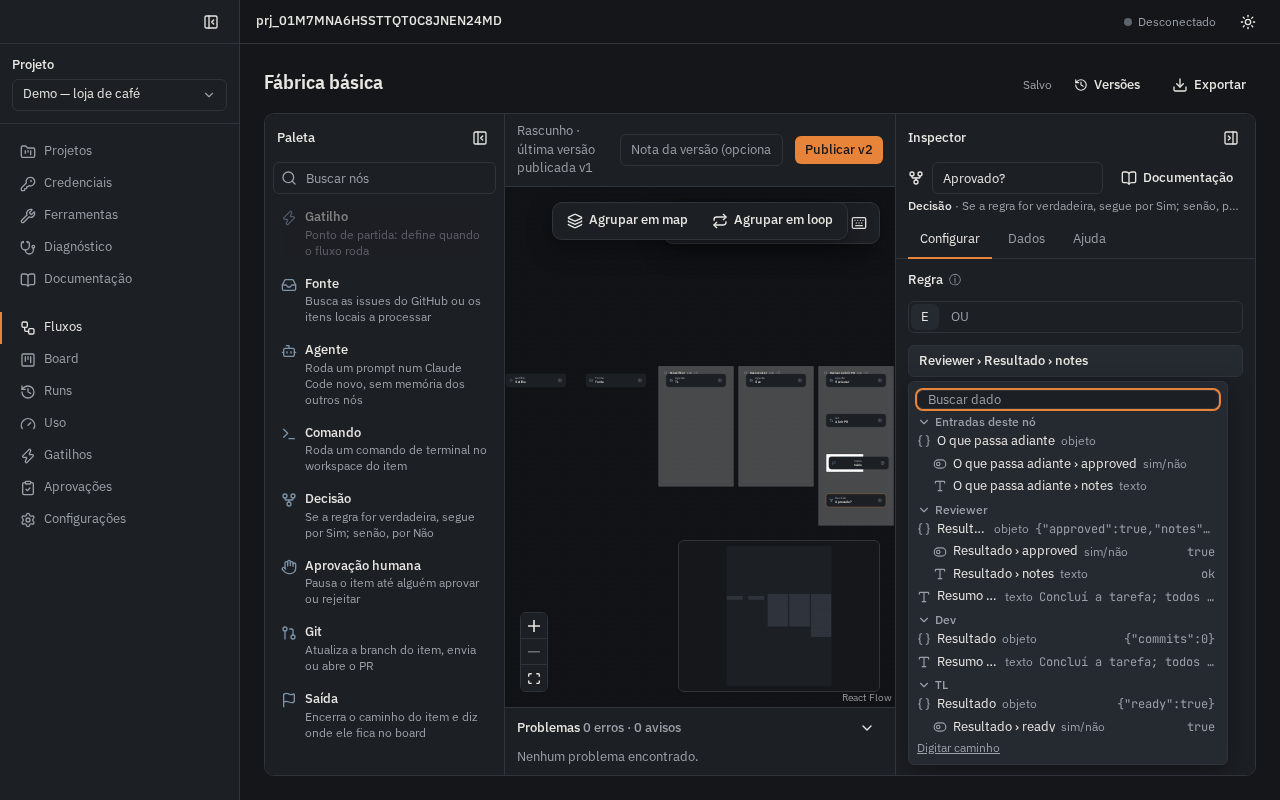 prj_01M7MNA6HSSTTQT0C8JNEN24MD
Desconectado
Projeto
Demo — loja de café
Projetos
Credenciais
Ferramentas
Diagnóstico
Documentação
Fluxos
Board
Runs
Uso
Gatilhos
Aprovações
Configurações
Fábrica básica
Salvo
Versões
Exportar
Paleta
Buscar nós
Gatilho
Ponto de partida: define quando
o fluxo roda
Fonte
Busca as issues do GitHub ou os
itens locais a processar
Agente
Roda um prompt num Claude
Code novo, sem memória dos
outros nós
Comando
Roda um comando de terminal no
workspace do item
Decisão
Se a regra for verdadeira, segue
por Sim; senão, por Não
Aprovação humana
Pausa o item até alguém aprovar
ou rejeitar
Git
Atualiza a branch do item, envia
ou abre o PR
Saída
Encerra o caminho do item e diz
onde ele fica no board
Rascunho ·
última versão
publicada v1
Nota da versão (opciona
Publicar v2
Agrupar em map
Agrupar em loop
React Flow
Problemas 0 erros · 0 avisos
Nenhum problema encontrado.
Inspector
Aprovado?
Documentação
Decisão · Se a regra for verdadeira, segue por Sim; senão, p…
Configurar
Dados
Ajuda
Regra
E
OU
Reviewer › Resultado › notes
Buscar dado
Entradas deste nó
O que passa adiante objeto
O que passa adiante › approved sim/não
O que passa adiante › notes texto
Reviewer
Result… objeto {"approved":true,"notes"…
Resultado › approved sim/não true
Resultado › notes texto ok
Resumo … texto Concluí a tarefa; todos …
Dev
Resultado objeto {"commits":0}
Resumo … texto Concluí a tarefa; todos …
TL
Resultado objeto {"ready":true}
Resultado › ready sim/não true
Digitar caminho